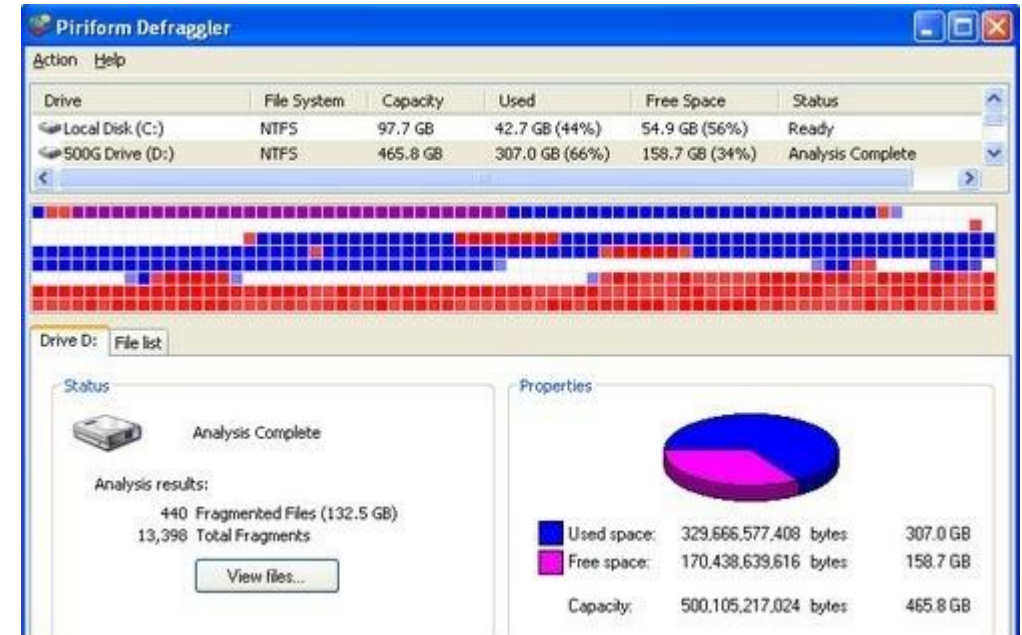 Piriform Defraggler
Action Help
Drive File System Capacity Used Free Space Status
Local Disk (C:) NTFS 97.7 GB 42.7 GB (44%) 54.9 GB (56%) Ready
500G Drive (D:) NTFS 465.8 GB 307.0 GB (66%) 158.7 GB (34%) Analysis Complete
Drive D: File list
Status
Analysis Complete
Analysis results:
440 Fragmented Files (132.5 GB)
13,398 Total Fragments
View files...
Properties
Used space: 329,666,577,408 bytes 307.0 GB
Free space: 170,438,639,616 bytes 158.7 GB
Capacity: 500,105,217,024 bytes 465.8 GB